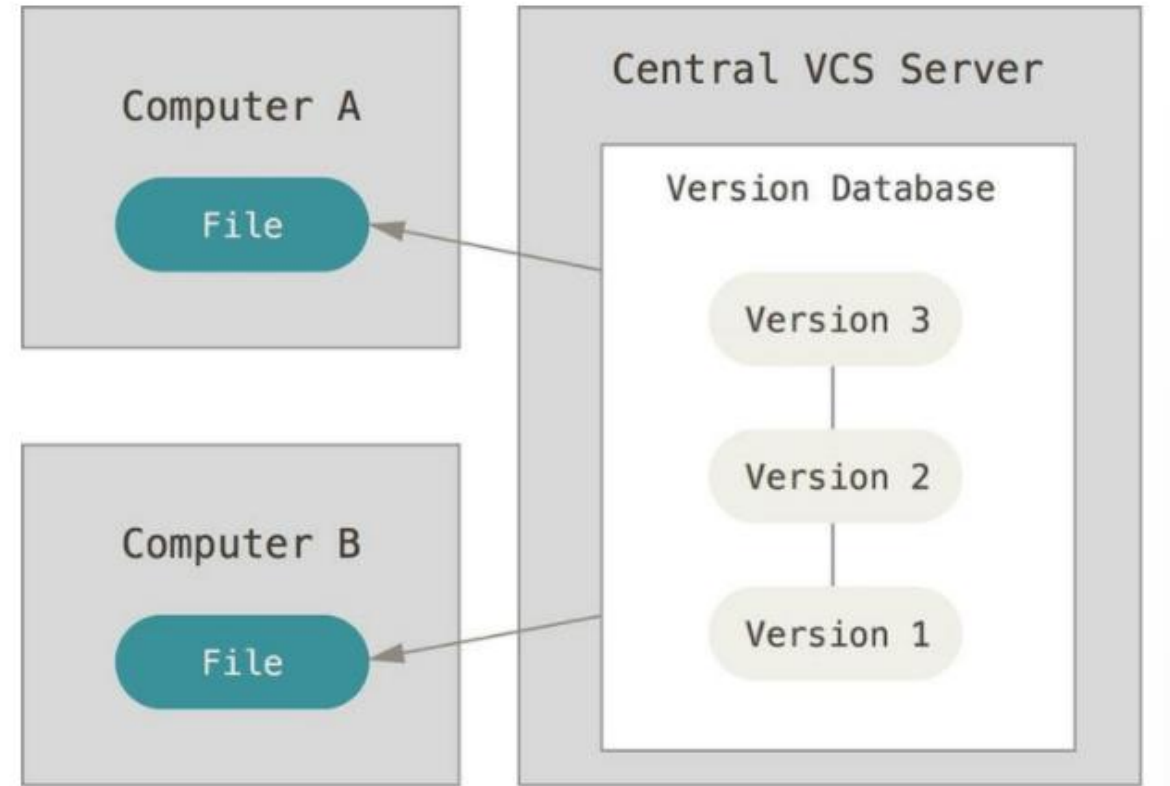 Computer A
File
Computer B
File
Central VCS Server
Version Database
Version 3
Version 2
Version 1